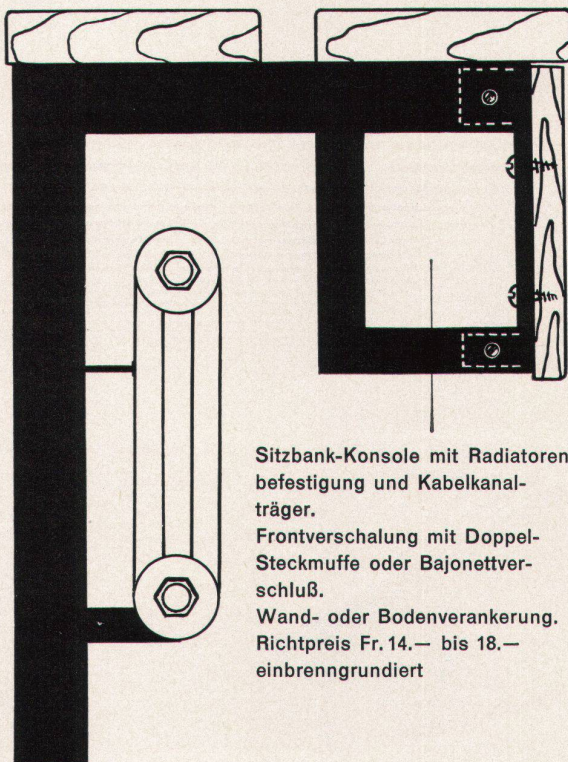 Sitzbank-Konsole mit Radiatoren
befestigung und Kabelkanal-
träger.
Frontverschalung mit Doppel-
Steckmuffe oder Bajonettver-
schluß.
Wand- oder Bodenverankerung.
Richtpreis Fr. 14.— bis 18.—
einbrenngrundiert